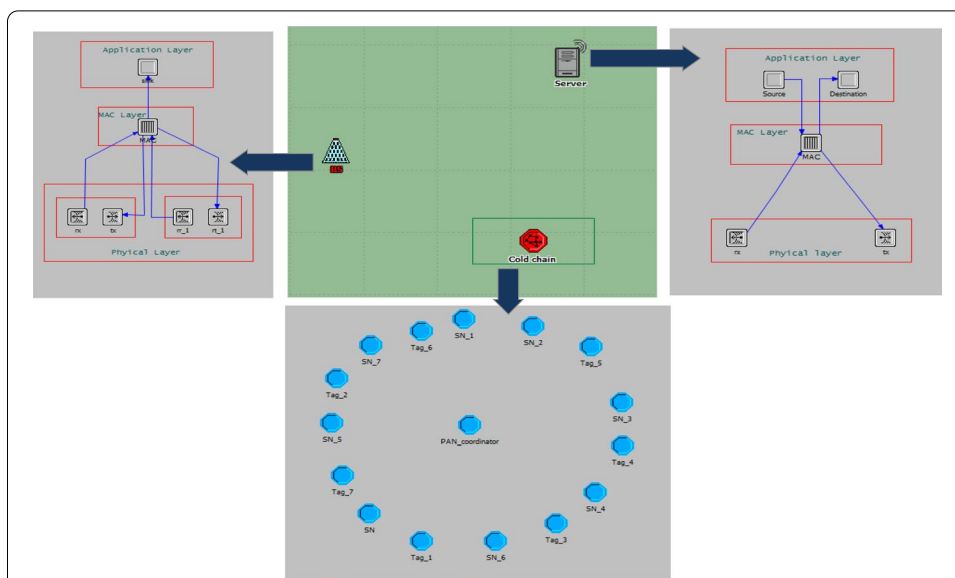 Application Layer
sink
MAC Layer
MAC
rx
tx
rr_1
rt_1
Phyical Layer
Server
BS
Cold chain
Application Layer
Source
Destination
MAC Layer
MAC
rx
tx
Phyical layer
SN_1
SN_2
Tag_6
SN_7
Tag_5
Tag_2
SN_3
SN_5
PAN_coordinator
Tag_4
Tag_7
SN_4
SN
Tag_3
Tag_1
SN_6